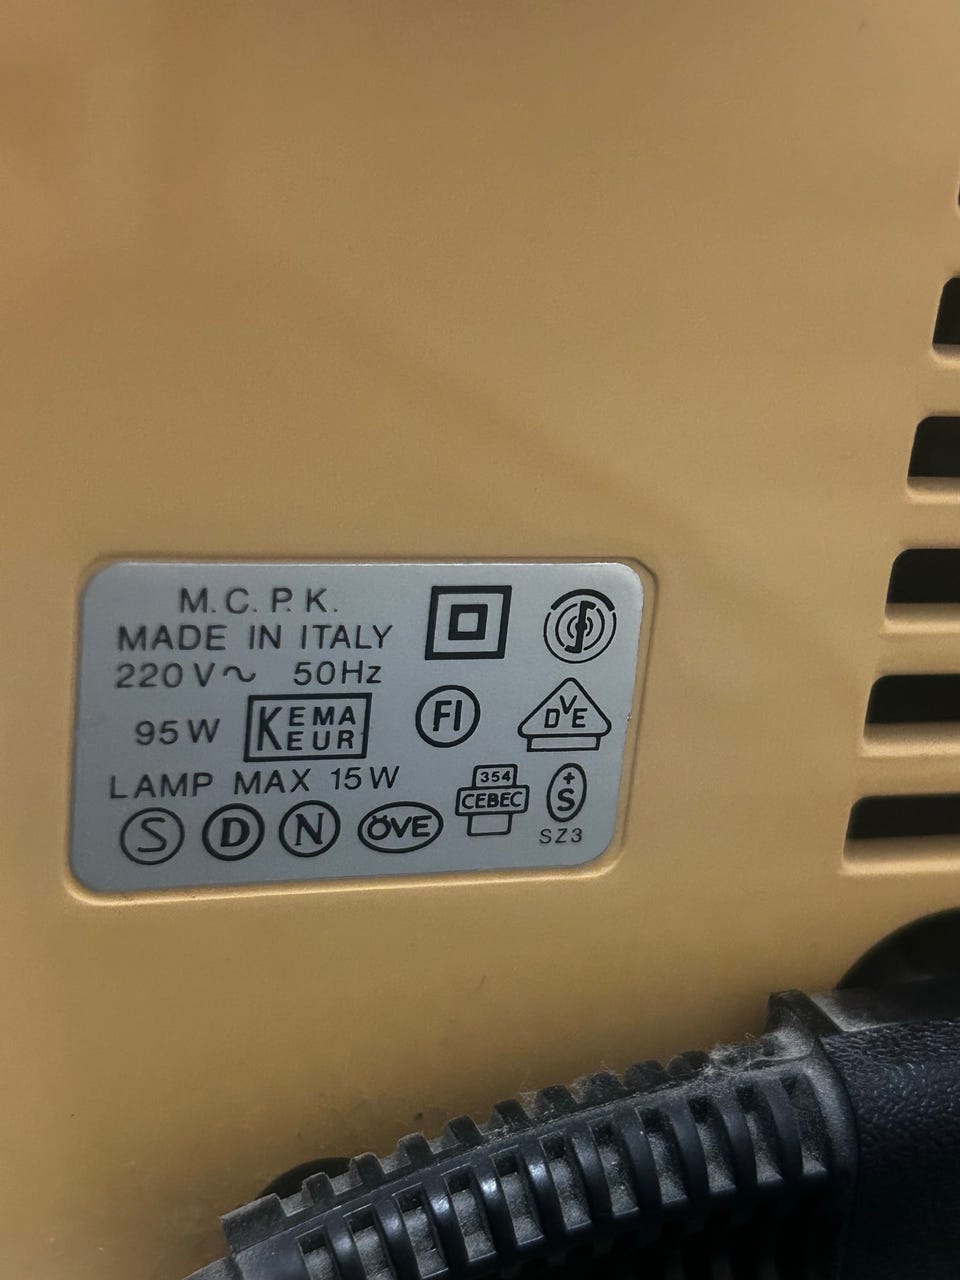 M.C.P.K.
MADE IN ITALY
220V~ 50Hz
95W KEMA KEUR FI DVE
LAMP MAX 15W 354 CEBEC +S
S D N ÖVE SZ3